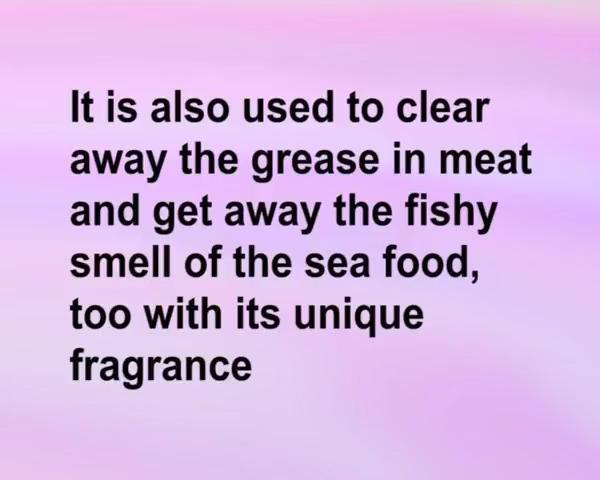 It is also used to clear
away the grease in meat
and get away the fishy
smell of the sea food,
too with its unique
fragrance